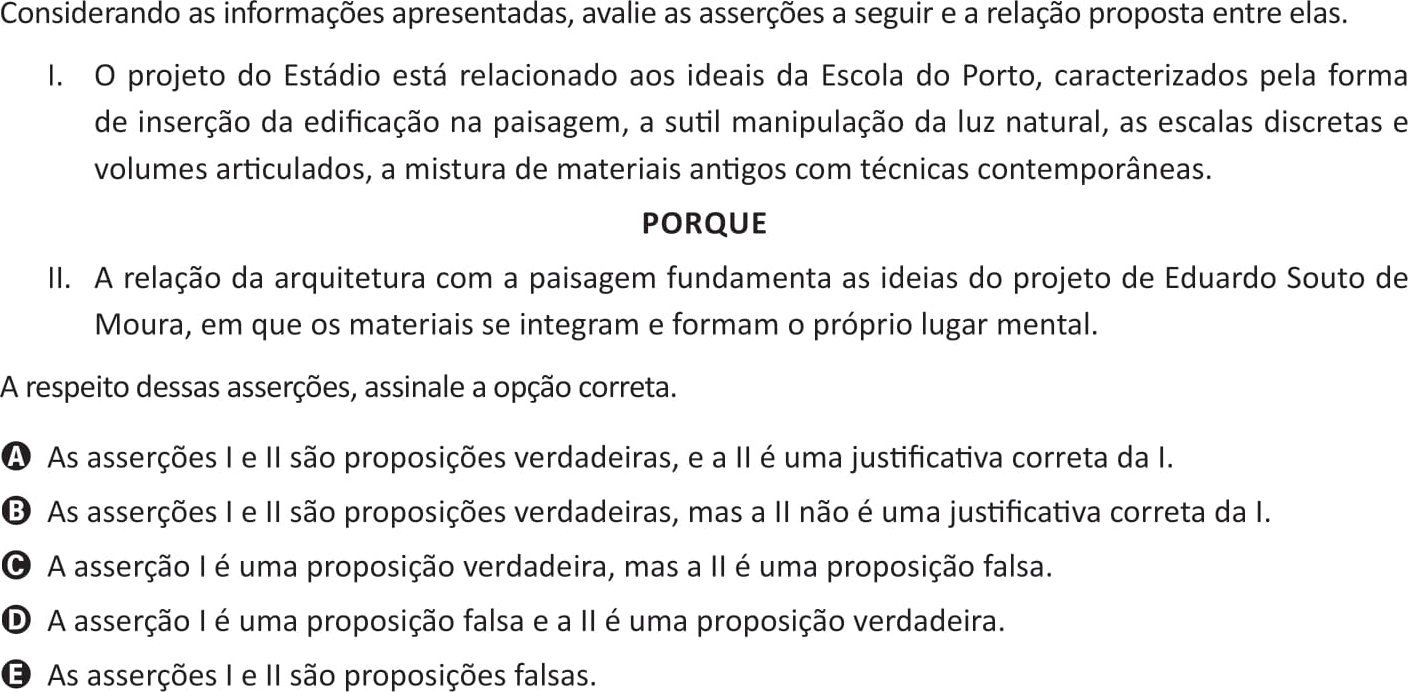 Considerando as informações apresentadas, avalie as asserções a seguir e a relação proposta entre elas.
I. O projeto do Estádio está relacionado aos ideais da Escola do Porto, caracterizados pela forma
de inserção da edificação na paisagem, a sutil manipulação da luz natural, as escalas discretas e
volumes articulados, a mistura de materiais antigos com técnicas contemporâneas.
PORQUE
II. A relação da arquitetura com a paisagem fundamenta as ideias do projeto de Eduardo Souto de
Moura, em que os materiais se integram e formam o próprio lugar mental.
A respeito dessas asserções, assinale a opção correta.
A As asserções I e II são proposições verdadeiras, e a II é uma justificativa correta da I.
B As asserções I e II são proposições verdadeiras, mas a II não é uma justificativa correta da I.
C A asserção I é uma proposição verdadeira, mas a II é uma proposição falsa.
D A asserção I é uma proposição falsa e a II é uma proposição verdadeira.
E As asserções I e II são proposições falsas.